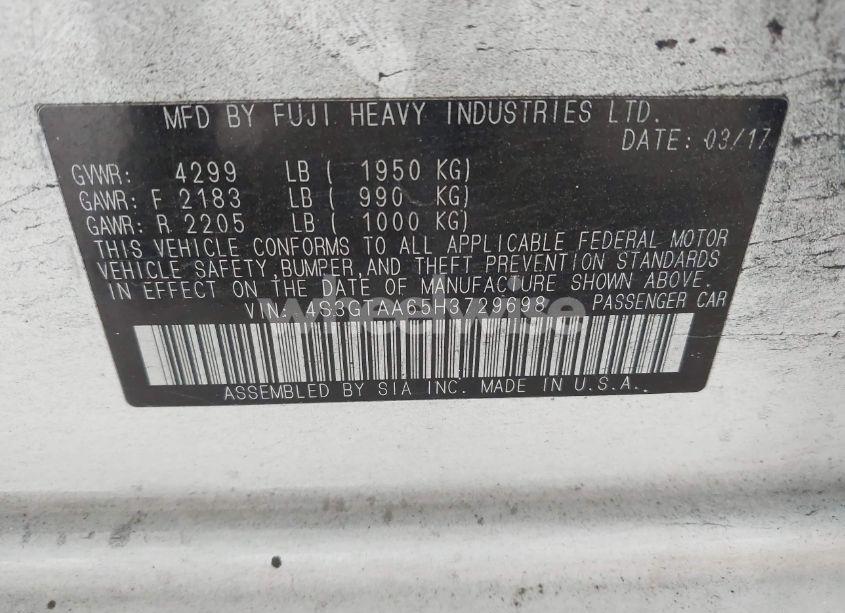 MFD BY FUJI HEAVY INDUSTRIES LTD.
DATE: 03/17
GVWR: 4299 LB ( 1950 KG)
GAWR: F 2183 LB ( 990 KG)
GAWR: R 2205 LB ( 1000 KG)
THIS VEHICLE CONFORMS TO ALL APPLICABLE FEDERAL MOTOR
VEHICLE SAFETY,BUMPER,AND THEFT PREVENTION STANDARDS
IN EFFECT ON THE DATE OF MANUFACTURE SHOWN ABOVE.
VIN: 4S3GTAA65H3729698 PASSENGER CAR
wheelwise
ASSEMBLED BY SIA INC. MADE IN U.S.A.